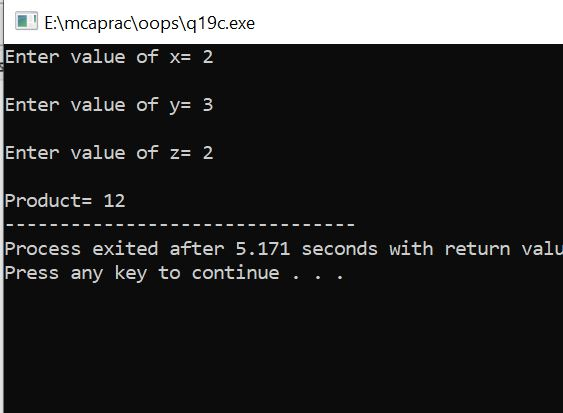 E:\mcaprac\oops\q19c.exe
Enter value of x= 2
Enter value of y= 3
Enter value of z= 2
Product= 12
--------------------------------
Process exited after 5.171 seconds with return valu
Press any key to continue . . .